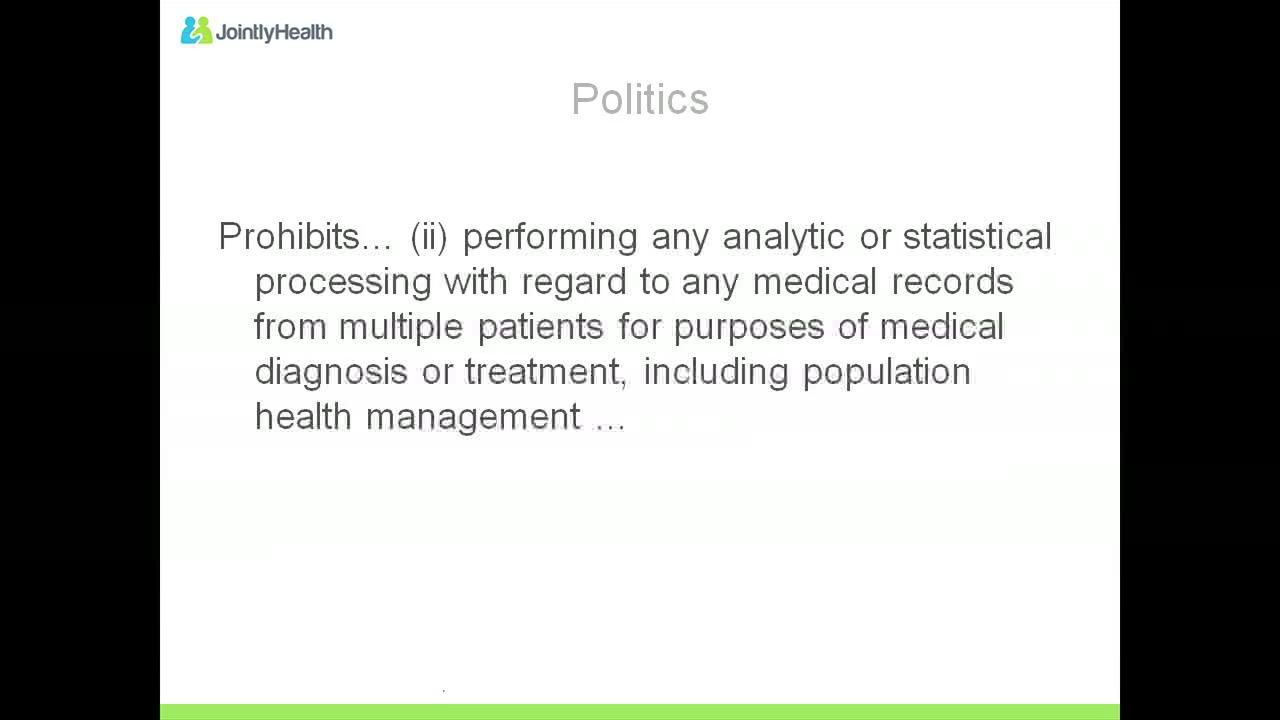 JointlyHealth
Politics
Prohibits... (ii) performing any analytic or statistical
processing with regard to any medical records
from multiple patients for purposes of medical
diagnosis or treatment, including population
health management ...